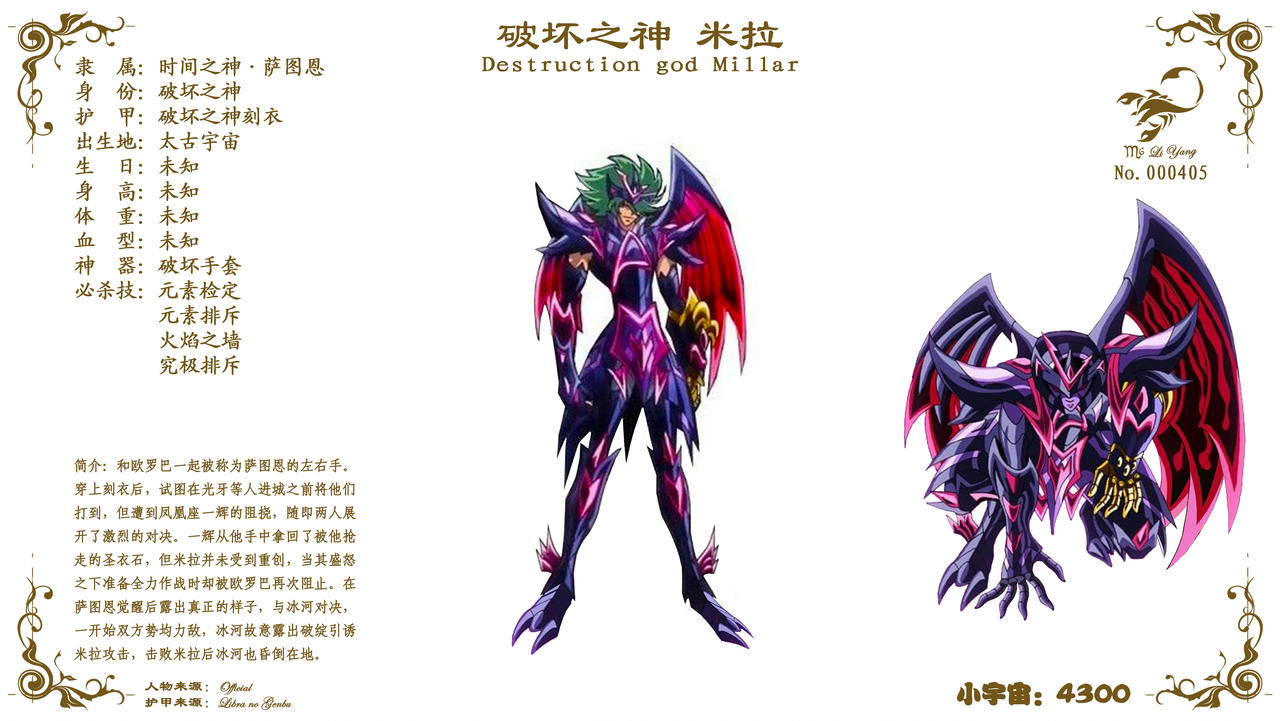 破坏之神 米拉
Destruction god Millar
隶 属：时间之神·萨图恩
身 份：破坏之神
护 甲：破坏之神刻衣
出生地：太古宇宙
生 日：未知
身 高：未知
体 重：未知
血 型：未知
神 器：破坏手套
必杀技：元素检定
元素排斥
火焰之墙
究极排斥
Li Yang
No.000405
简介：和欧罗巴一起被称为萨图恩的左右手。
穿上刻衣后，试图在光牙等人进城之前将他们
打到，但遭到凤凰座一辉的阻挠，随即两人展
开了激烈的对决。一辉从他手中拿回了被他抢
走的圣衣石，但米拉并未受到重创，当其盛怒
之下准备全力作战时却被欧罗巴再次阻止。在
萨图恩觉醒后露出真正的样子，与冰河对决，
一开始双方势均力敌，冰河故意露出破绽引诱
米拉攻击，击败米拉后冰河也昏倒在地。
人物来源：Official
护甲来源：Libra no Genbu
小宇宙：4300